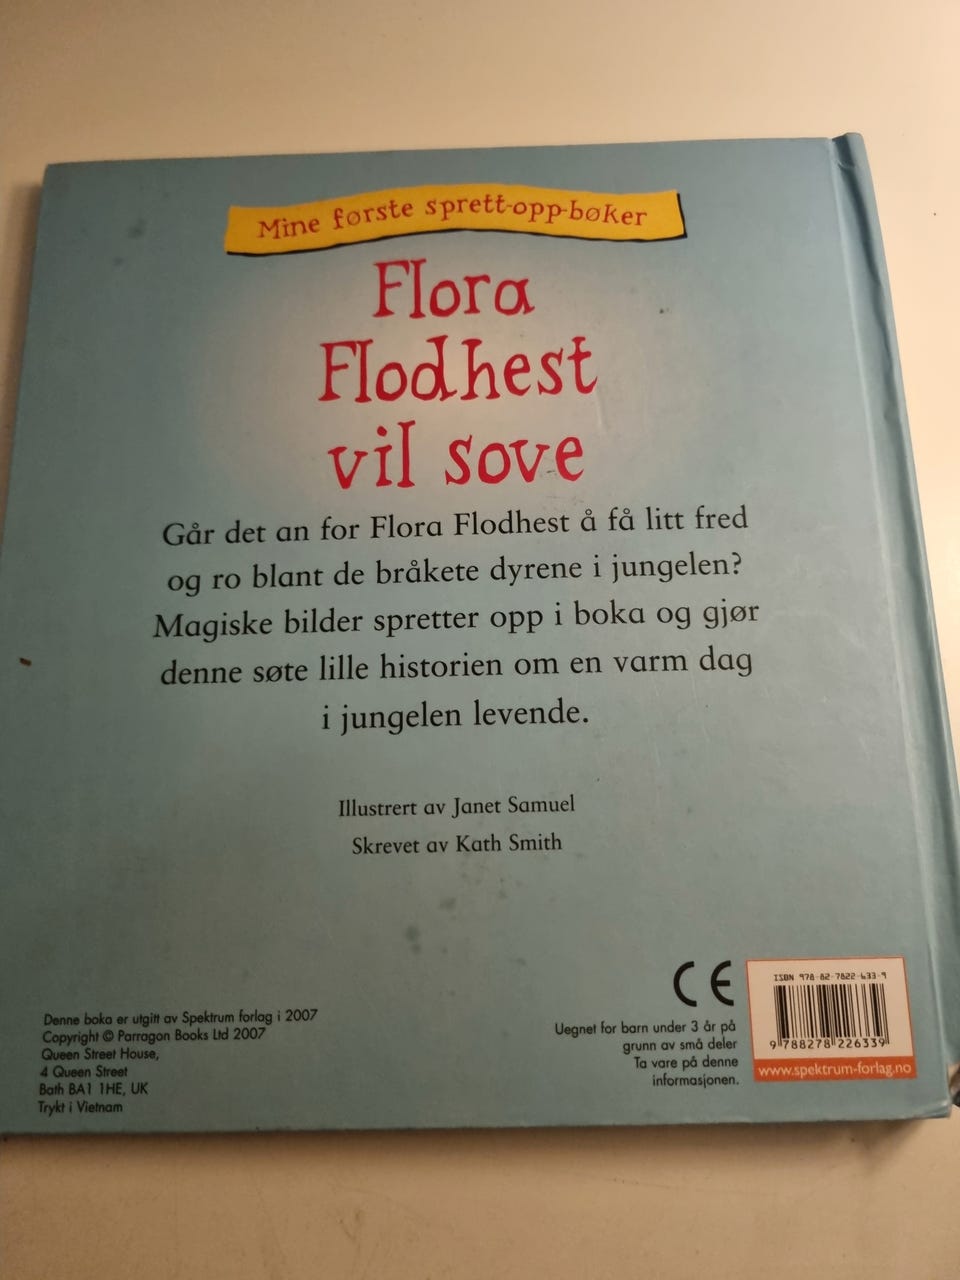 Mine første sprett-opp-bøker
Flora
Flodhest
vil sove
Går det an for Flora Flodhest å få litt fred
og ro blant de bråkete dyrene i jungelen?
Magiske bilder spretter opp i boka og gjør
denne søte lille historien om en varm dag
i jungelen levende.
Illustrert av Janet Samuel
Skrevet av Kath Smith
Denne boka er utgitt av Spektrum forlag i 2007
Copyright © Parragon Books Ltd 2007
Queen Street House,
4 Queen Street
Bath BA1 1HE, UK
Trykt i Vietnam
CE
Uegnet for barn under 3 år på
grunn av små deler
Ta vare på denne
informasjonen.
ISBN 978-82-7822-633-9
9 788278 226339
www.spektrum-forlag.no